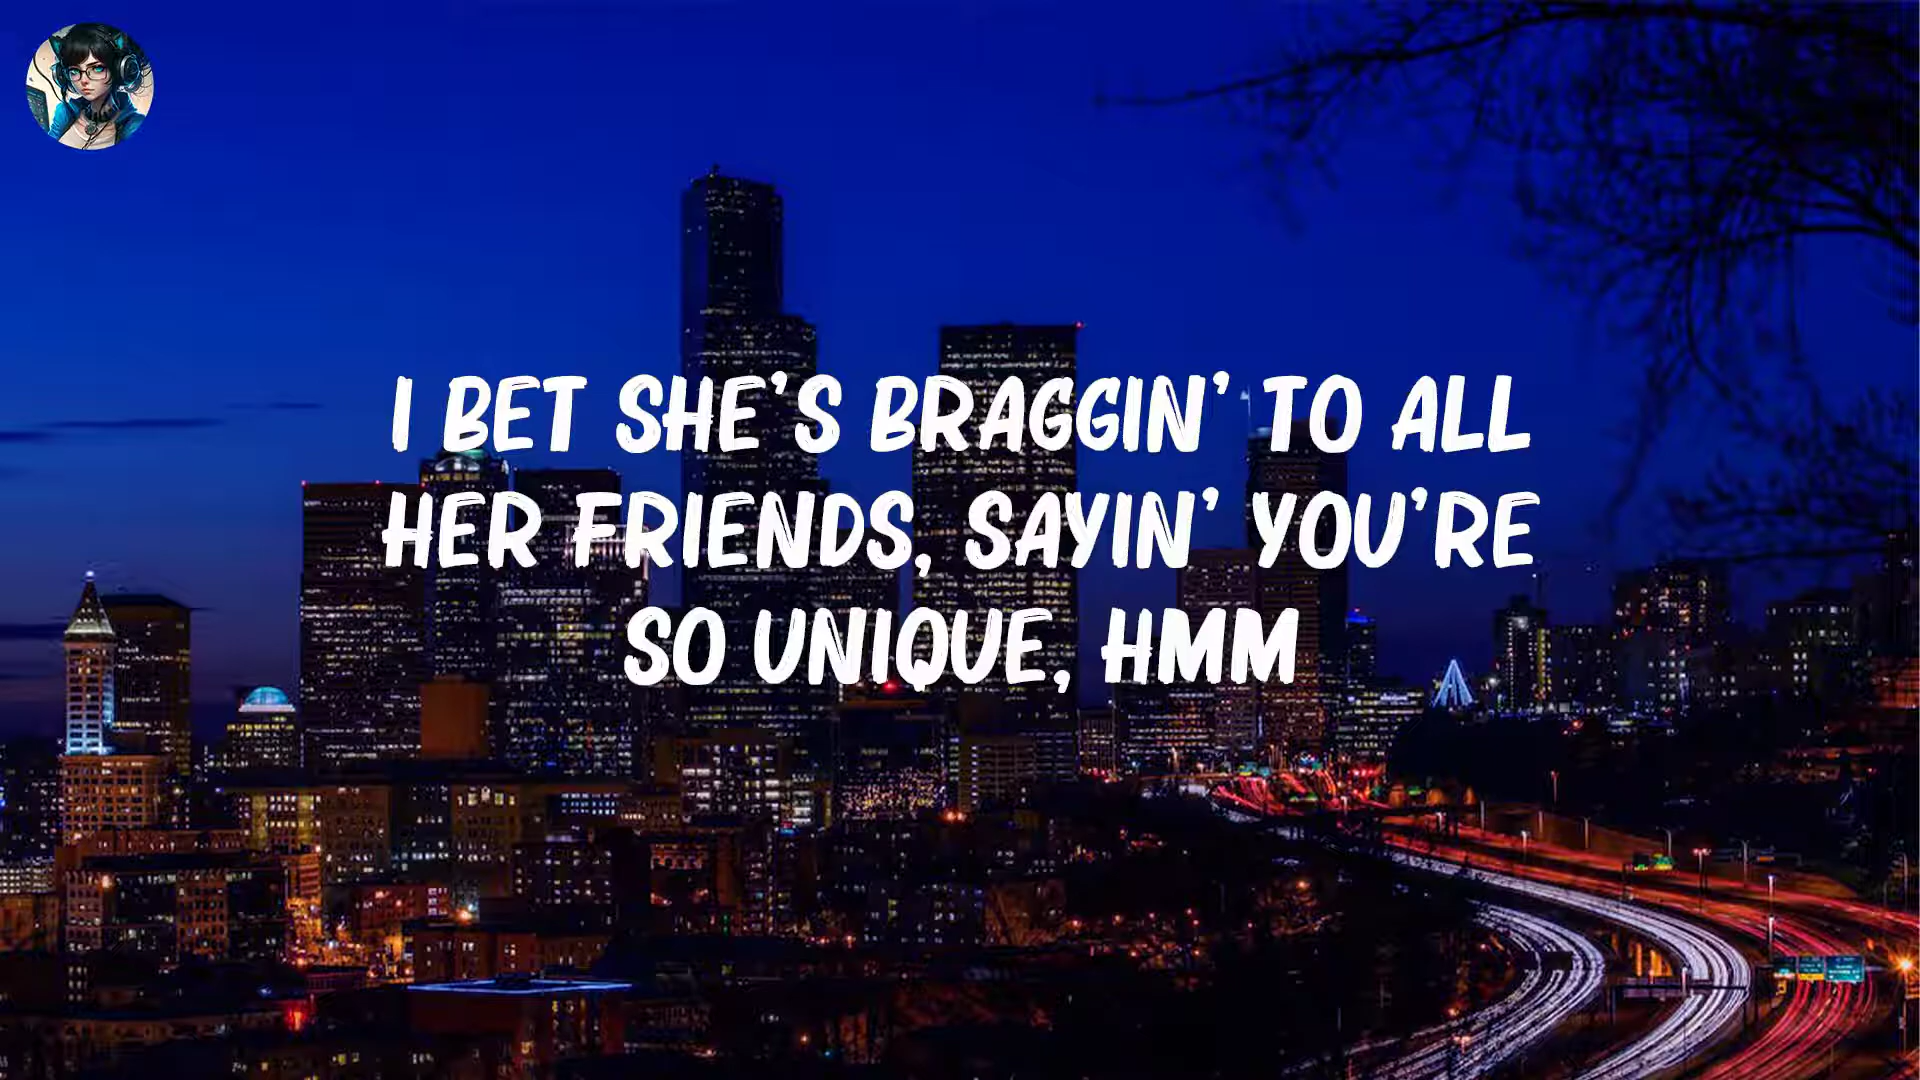 I BET SHE'S BRAGGIN' TO ALL
HER FRIENDS, SAYIN' YOU'RE
SO UNIQUE, HMM